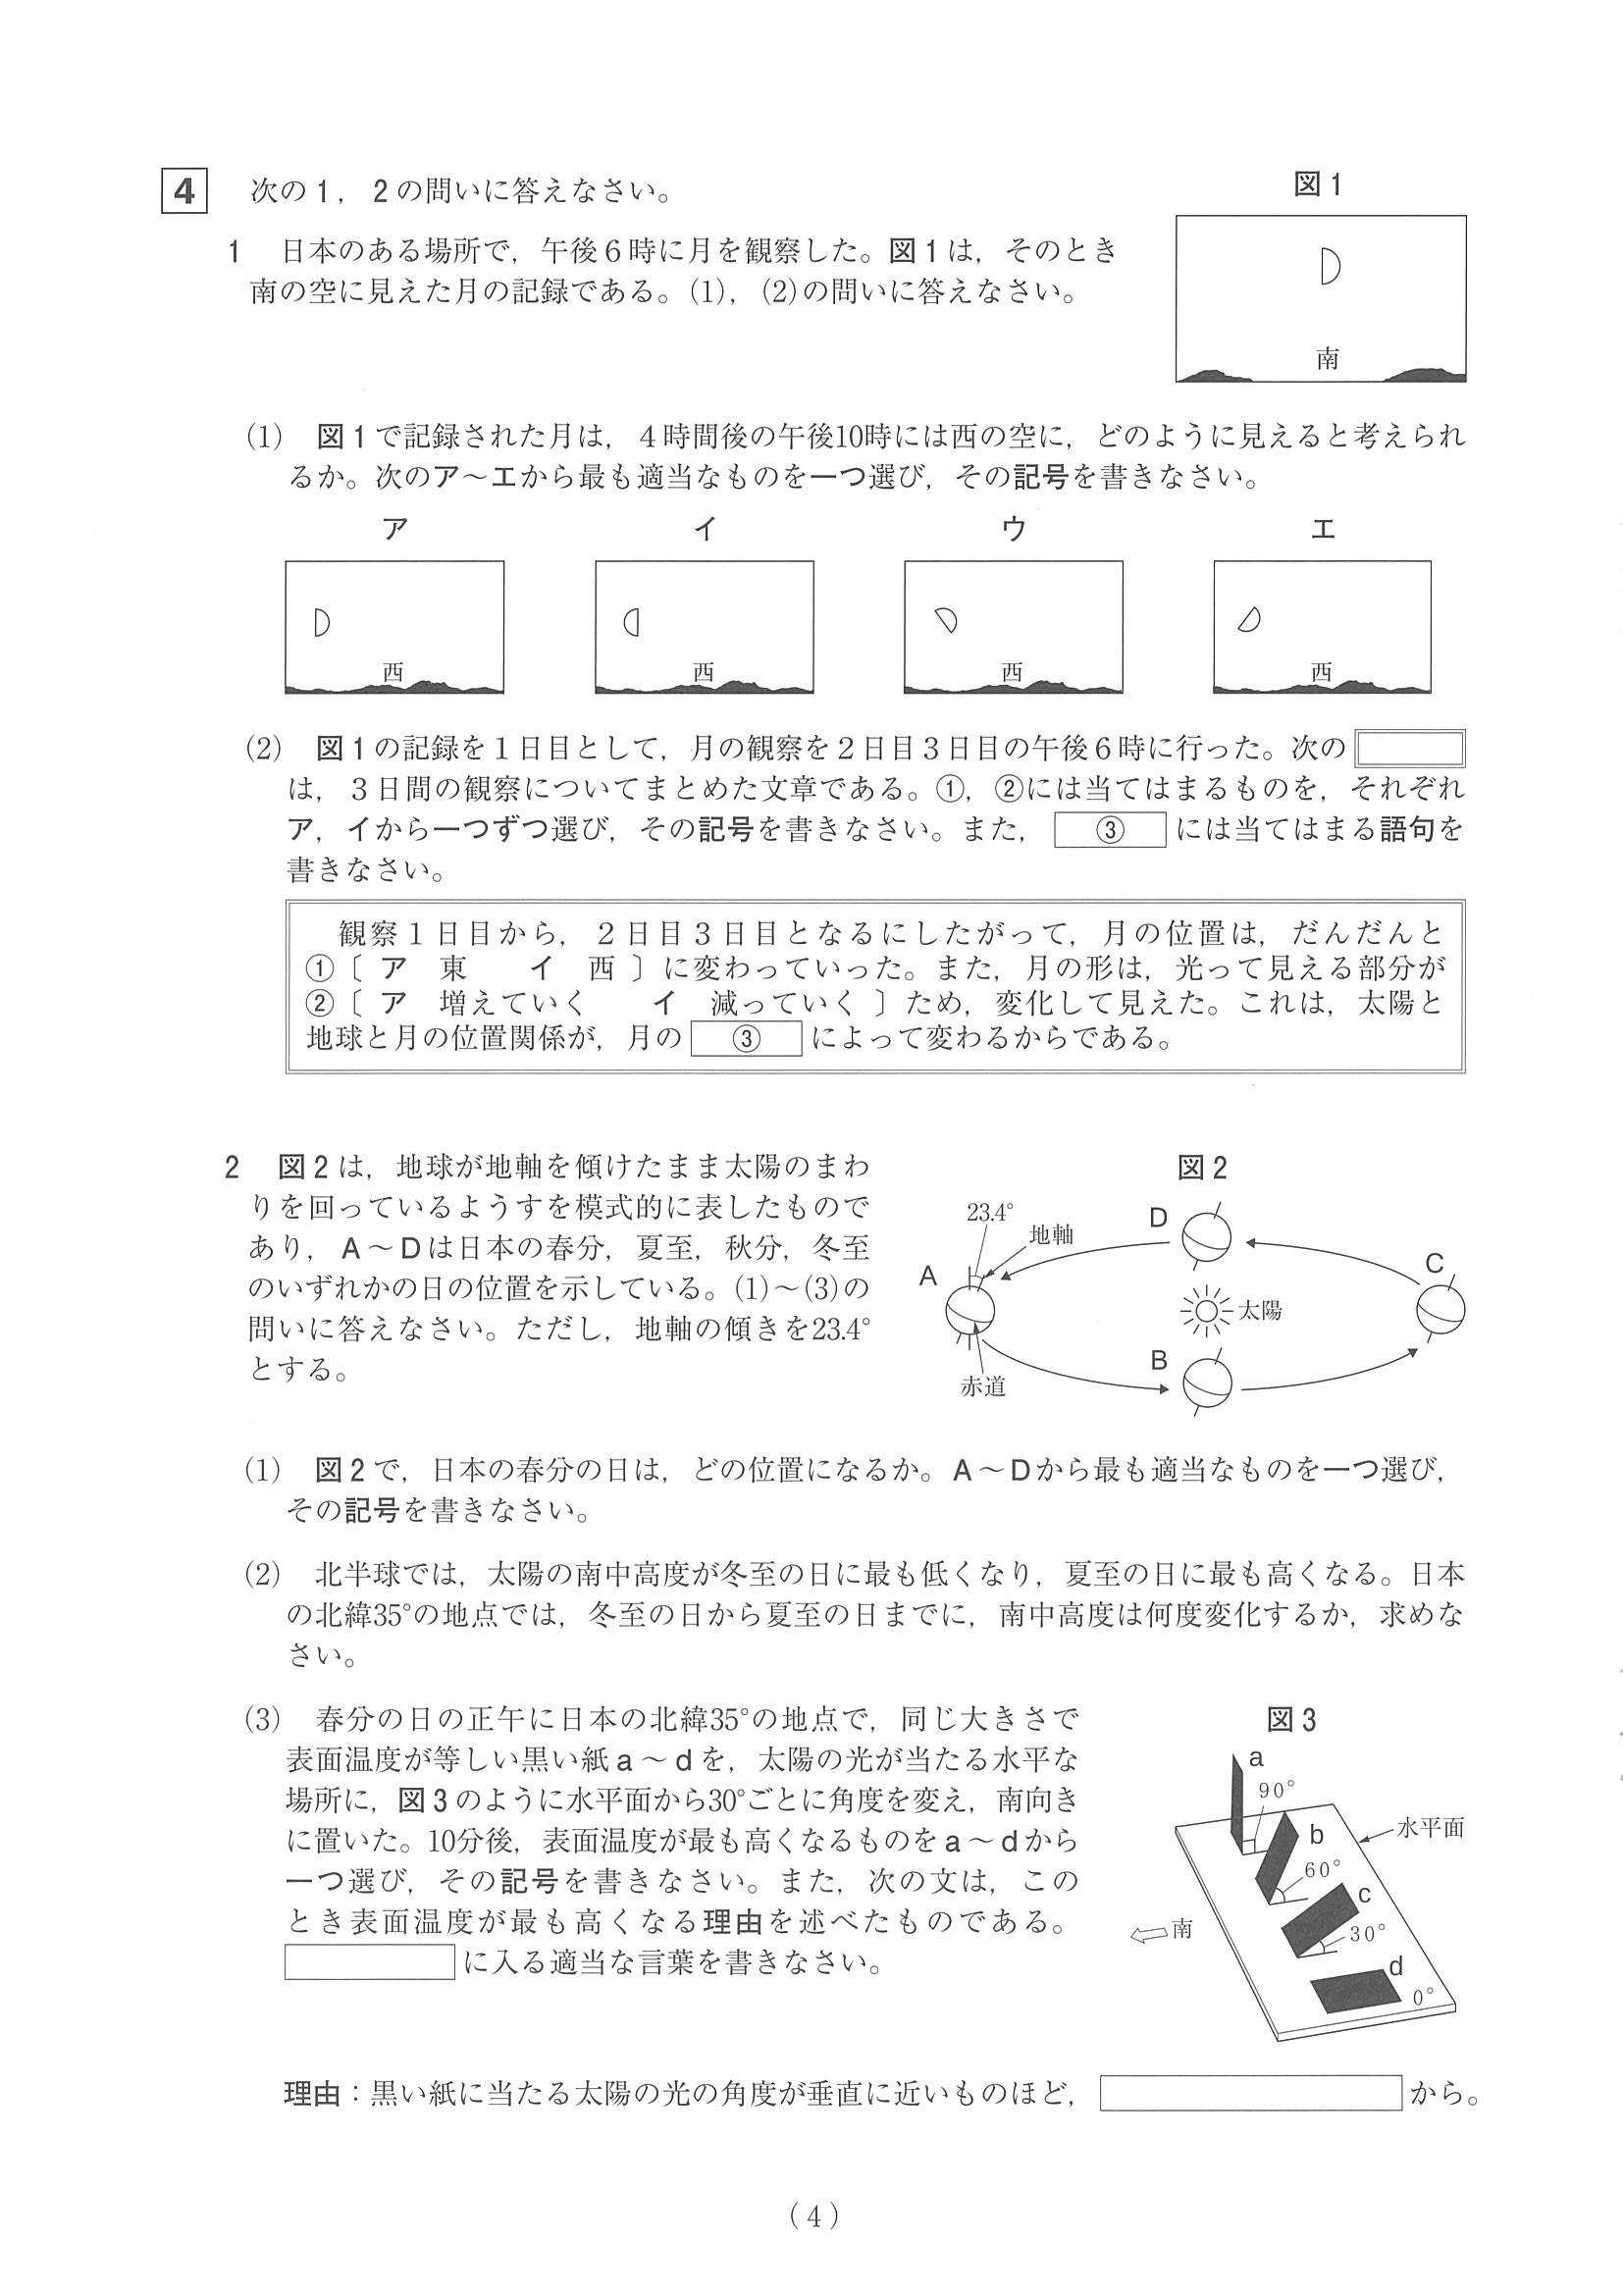 4 次の1，2の問いに答えなさい。
図1
1 日本のある場所で，午後6時に月を観察した。図1は，そのとき
南の空に見えた月の記録である。(1)，(2)の問いに答えなさい。
南
(1) 図1で記録された月は，4時間後の午後10時には西の空に，どのように見えると考えられ
るか。次のア～エから最も適当なものを一つ選び，その記号を書きなさい。
ア イ ウ エ
西 西 西 西
(2) 図1の記録を1日目として，月の観察を2日目3日目の午後6時に行った。次の
は，3日間の観察についてまとめた文章である。①，②には当てはまるものを，それぞれ
ア，イから一つずつ選び，その記号を書きなさい。また，③には当てはまる語句を
書きなさい。
観察1日目から，2日目3日目となるにしたがって，月の位置は，だんだんと
①〔 ア 東 イ 西 〕に変わっていった。また，月の形は，光って見える部分が
②〔 ア 増えていく イ 減っていく 〕ため，変化して見えた。これは，太陽と
地球と月の位置関係が，月の ③ によって変わるからである。
2 図2は，地球が地軸を傾けたまま太陽のまわ
りを回っているようすを模式的に表したもので
あり，A～Dは日本の春分，夏至，秋分，冬至
のいずれかの日の位置を示している。(1)～(3)の
問いに答えなさい。ただし，地軸の傾きを23.4°
とする。
図2
23.4°
地軸
D
A
C
太陽
B
赤道
(1) 図2で，日本の春分の日は，どの位置になるか。A～Dから最も適当なものを一つ選び，
その記号を書きなさい。
(2) 北半球では，太陽の南中高度が冬至の日に最も低くなり，夏至の日に最も高くなる。日本
の北緯35°の地点では，冬至の日から夏至の日までに，南中高度は何度変化するか，求めな
さい。
(3) 春分の日の正午に日本の北緯35°の地点で，同じ大きさで
表面温度が等しい黒い紙a～dを，太陽の光が当たる水平な
場所に，図3のように水平面から30°ごとに角度を変え，南向き
に置いた。10分後，表面温度が最も高くなるものをa～dから
一つ選び，その記号を書きなさい。また，次の文は，この
とき表面温度が最も高くなる理由を述べたものである。
に入る適当な言葉を書きなさい。
図3
a
90°
b
水平面
60°
c
南
30°
d
0°
理由：黒い紙に当たる太陽の光の角度が垂直に近いものほど， から。
(4)